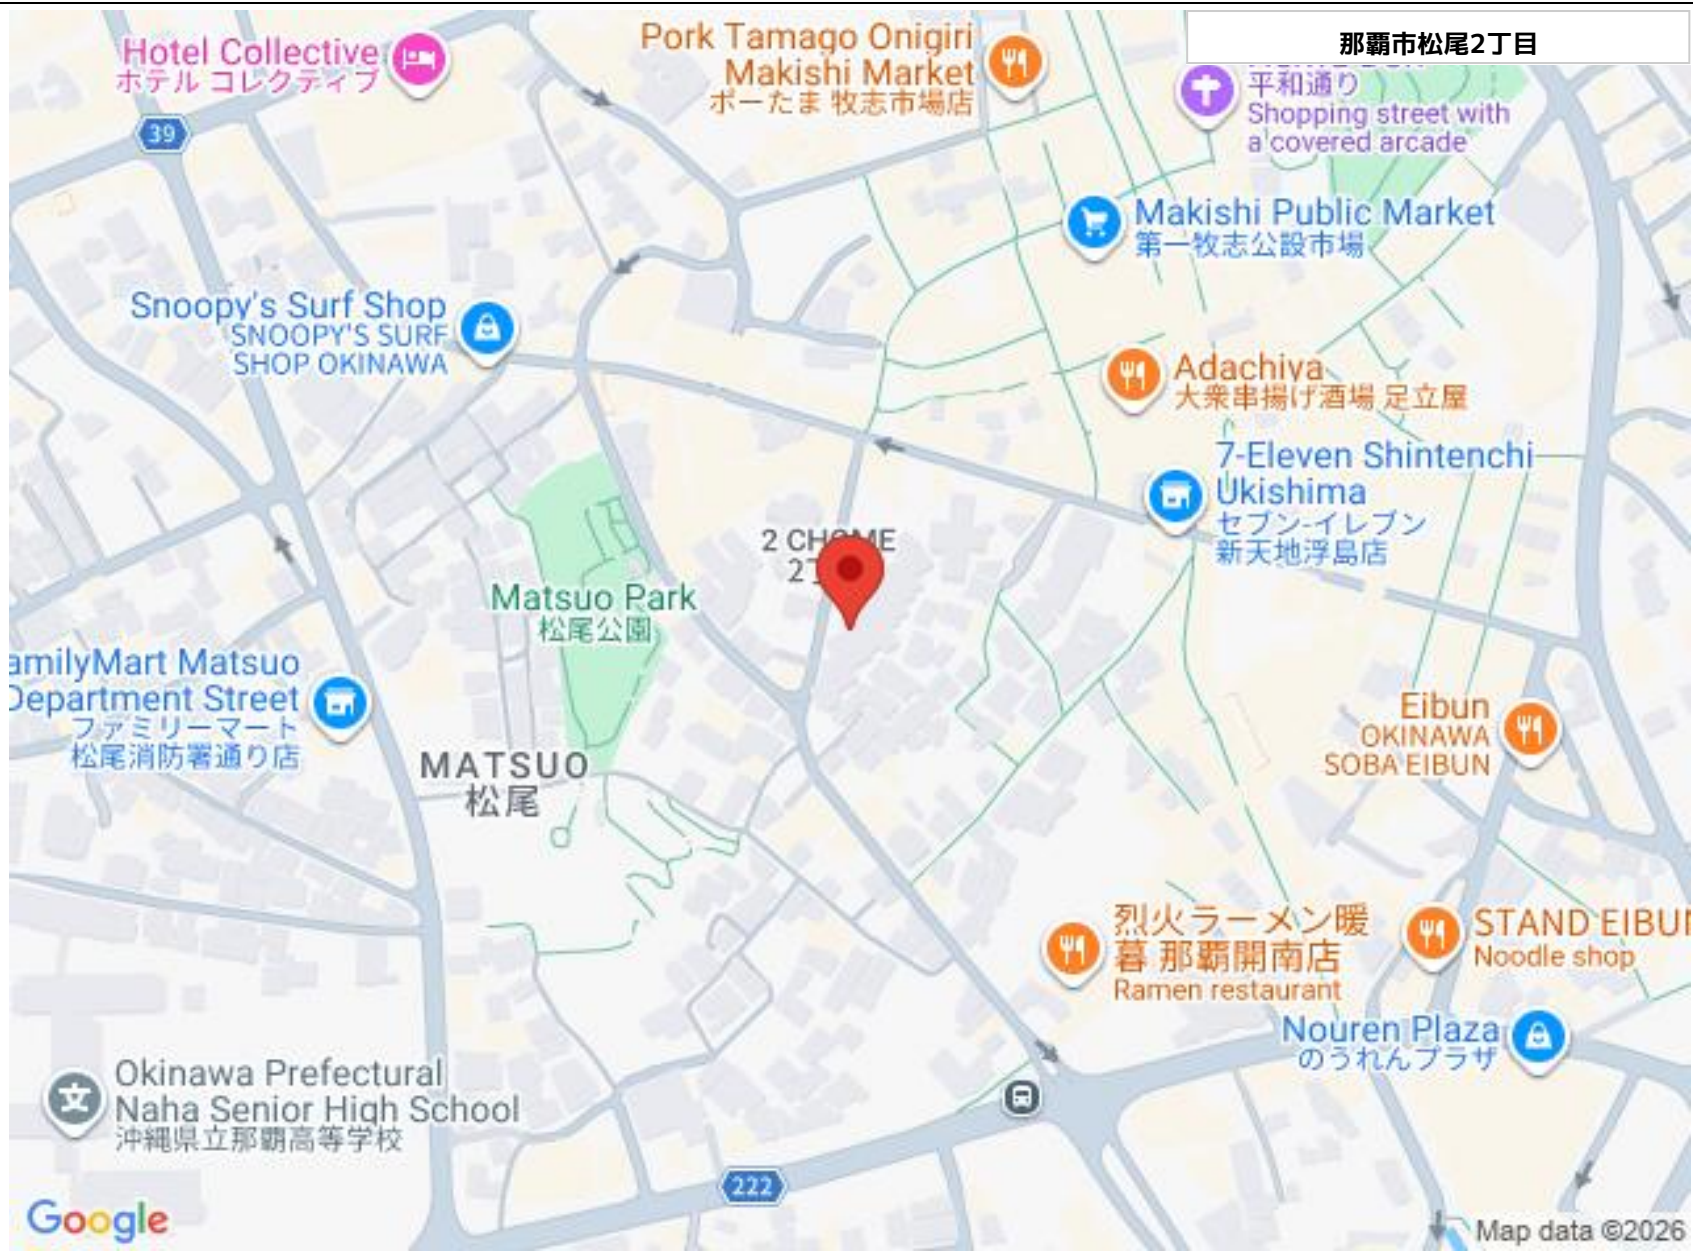 那覇市松尾2丁目
Hotel Collective
ホテル コレクティブ
Pork Tamago Onigiri
Makishi Market
ポーたま 牧志市場店
平和通り
Shopping street with
a covered arcade
39
Makishi Public Market
第一牧志公設市場
Snoopy's Surf Shop
SNOOPY'S SURF
SHOP OKINAWA
Adachiya
大衆串揚げ酒場 足立屋
7-Eleven Shintenchi
Ukishima
セブン-イレブン
新天地浮島店
2 CHOME
Matsuo Park
松尾公園
amilyMart Matsuo
Department Street
ファミリーマート
松尾消防署通り店
MATSUO
松尾
Eibun
OKINAWA
SOBA EIBUN
烈火ラーメン暖
暮 那覇開南店
Ramen restaurant
STAND EIBUN
Noodle shop
Nouren Plaza
のうれんプラザ
Okinawa Prefectural
Naha Senior High School
沖縄県立那覇高等学校
文
222
Google
Map data ©2026